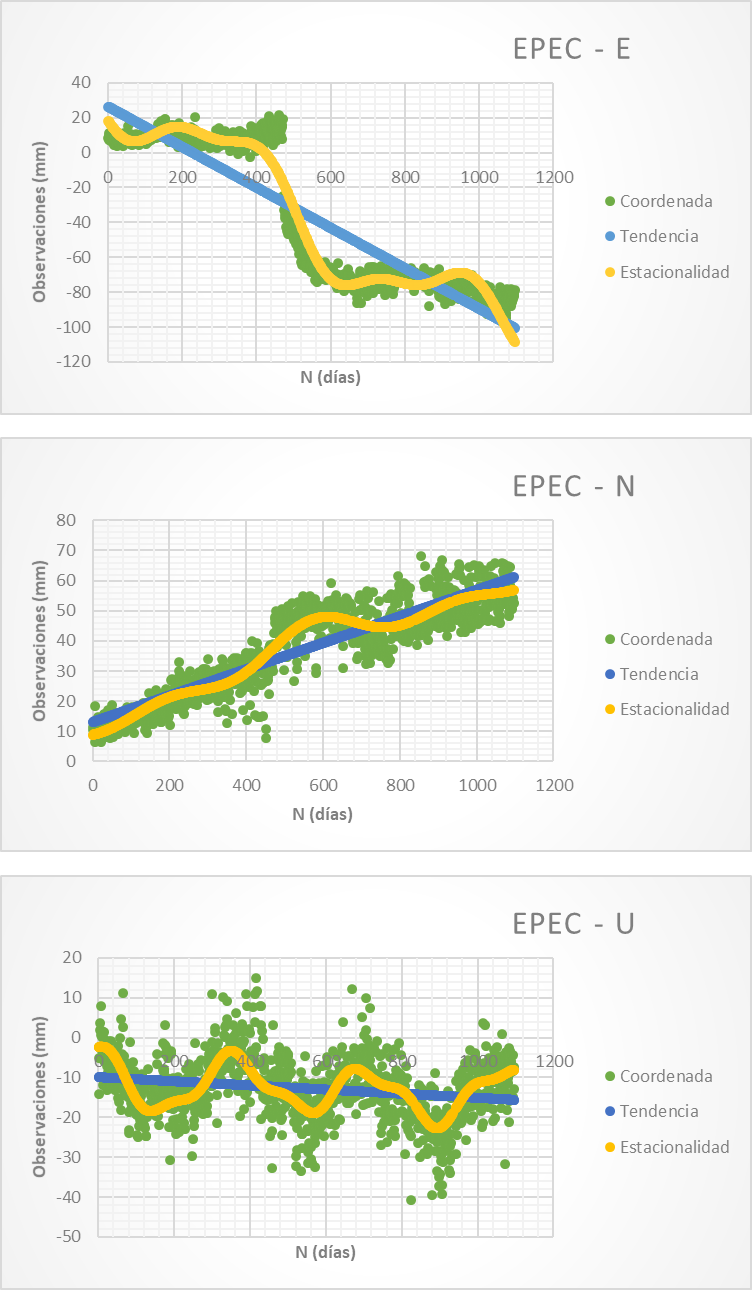 EPEC - E
40
20
0
-20
-40
-60
-80
-100
-120
0 200 400 600 800 1000 1200
Observaciones (mm)
N (días)
Coordenada
Tendencia
Estacionalidad
EPEC - N
80
70
60
50
40
30
20
10
0
0 200 400 600 800 1000 1200
Observaciones (mm)
N (días)
Coordenada
Tendencia
Estacionalidad
EPEC - U
20
10
0
-10
-20
-30
-40
-50
0 200 400 600 800 1000 1200
Observaciones (mm)
N (días)
Coordenada
Tendencia
Estacionalidad